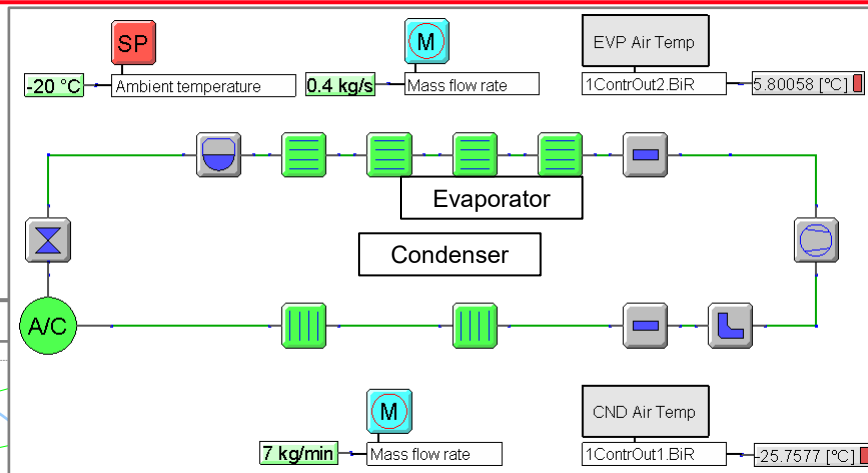 SP
M
EVP Air Temp
-20 °C
Ambient temperature
0.4 kg/s
Mass flow rate
1ContrOut2.BiR
5.80058 [°C]
Evaporator
Condenser
A/C
M
CND Air Temp
7 kg/min
Mass flow rate
1ContrOut1.BiR
-25.7577 [°C]